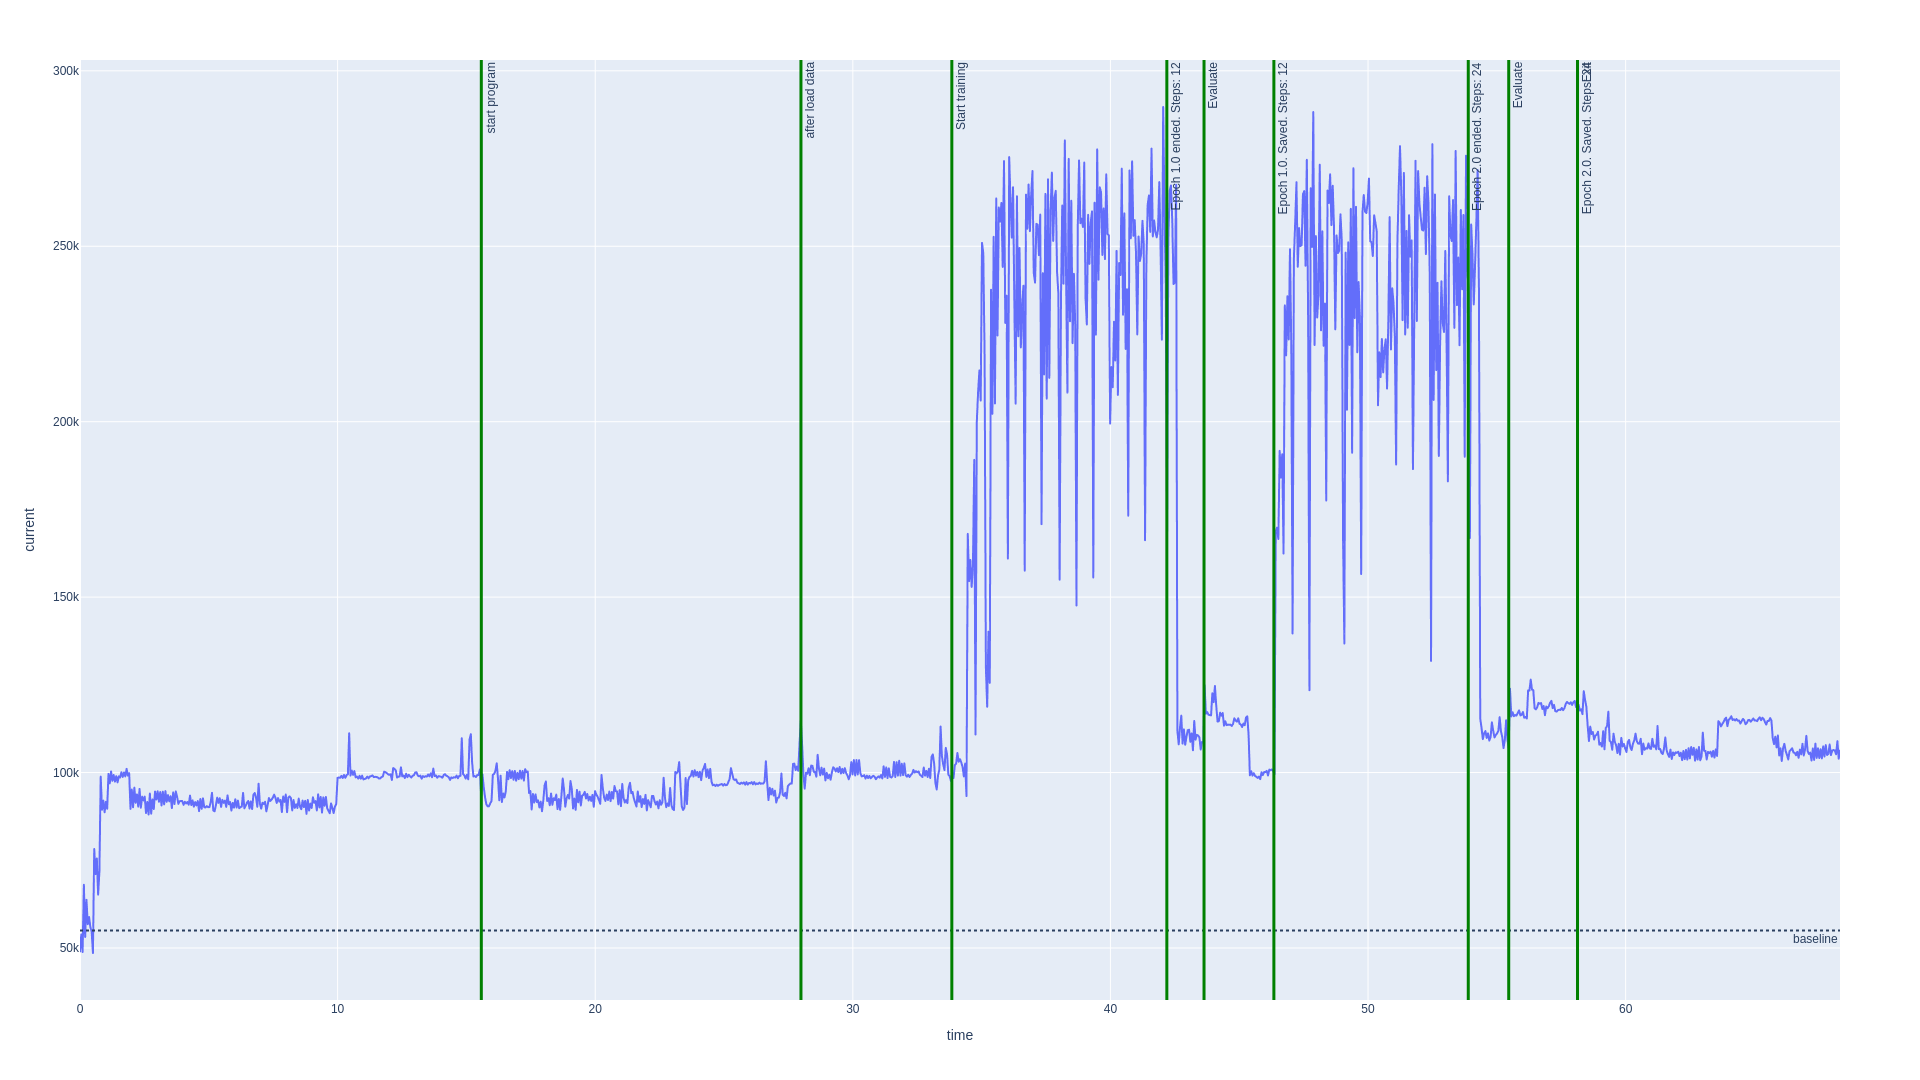 300k
250k
200k
150k
100k
50k
current
start program
after load data
Start training
Epoch 1.0 ended. Steps: 12
Evaluate
Epoch 1.0. Saved. Steps: 12
Epoch 2.0 ended. Steps: 24
Evaluate
Epoch 2.0. Saved. Steps: 24
Exit
baseline
0
10
20
30
40
50
60
time